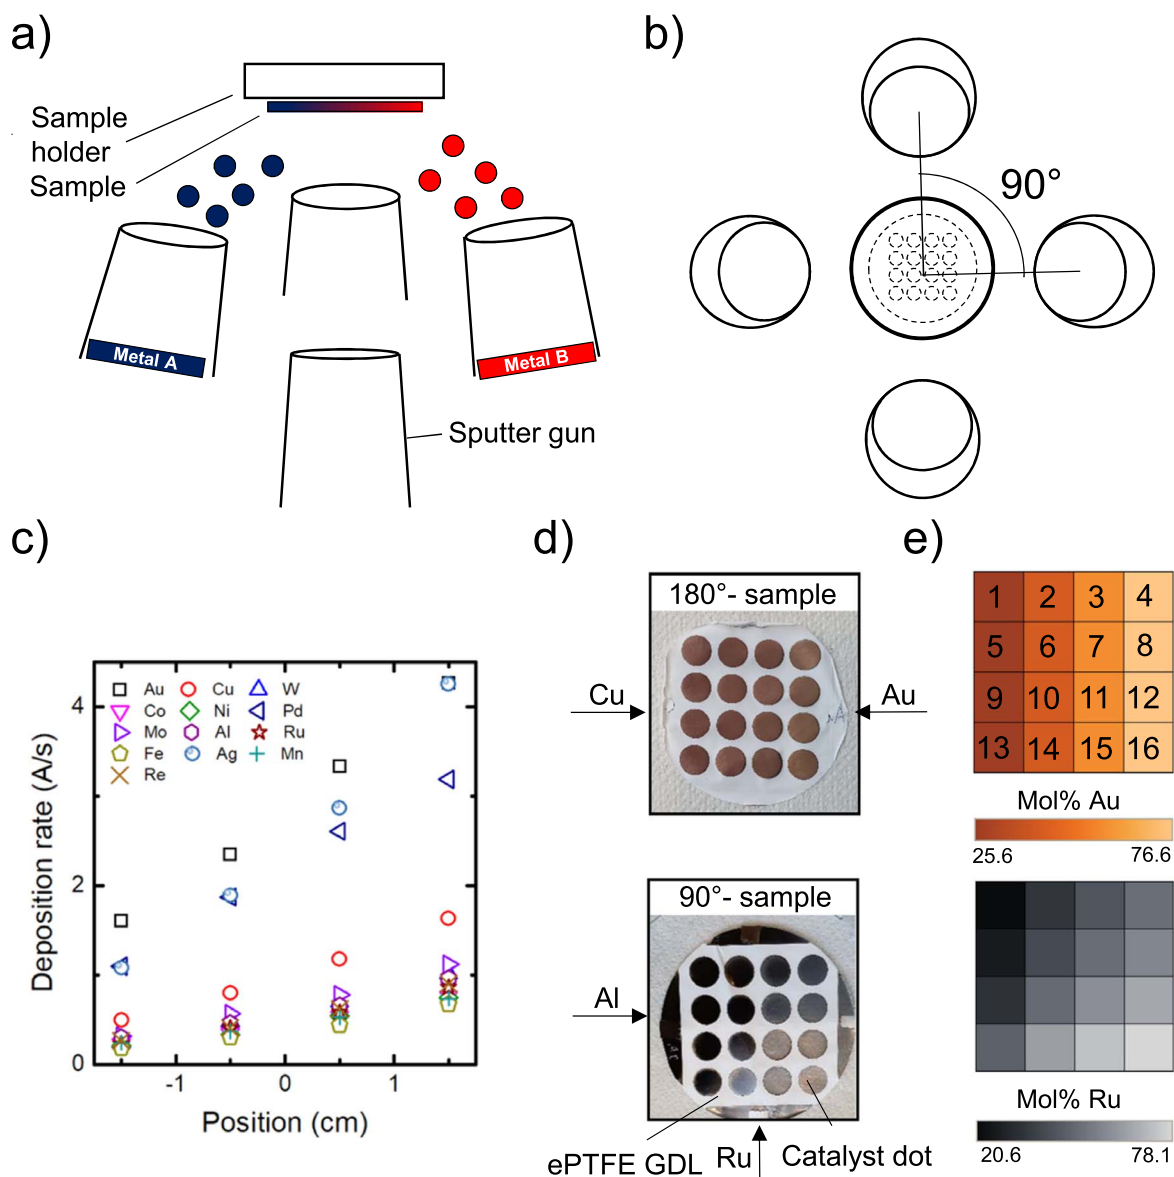 a)
b)
Sample
holder
Sample
90°
Metal A
Metal B
Sputter gun
c)
d)
e)
Deposition rate (A/s)
4
2
0
-1
0
1
Position (cm)
Au
Cu
W
Co
Ni
Pd
Mo
Al
Ru
Fe
Ag
Mn
Re
180°- sample
Cu
Au
90°- sample
Al
ePTFE GDL
Ru
Catalyst dot
1 2 3 4
5 6 7 8
9 10 11 12
13 14 15 16
Mol% Au
25.6 76.6
Mol% Ru
20.6 78.1